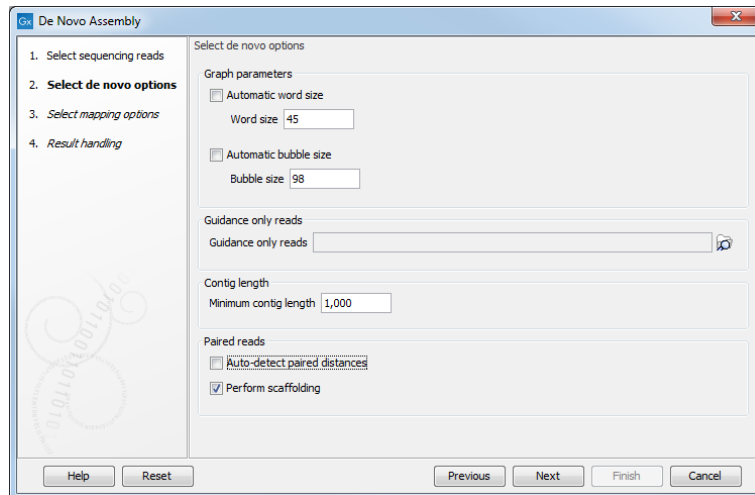 Gx De Novo Assembly
1. Select sequencing reads
2. Select de novo options
3. Select mapping options
4. Result handling
Select de novo options
Graph parameters
Automatic word size
Word size 45
Automatic bubble size
Bubble size 98
Guidance only reads
Guidance only reads
Contig length
Minimum contig length 1,000
Paired reads
Auto-detect paired distances
Perform scaffolding
Help Reset Previous Next Finish Cancel